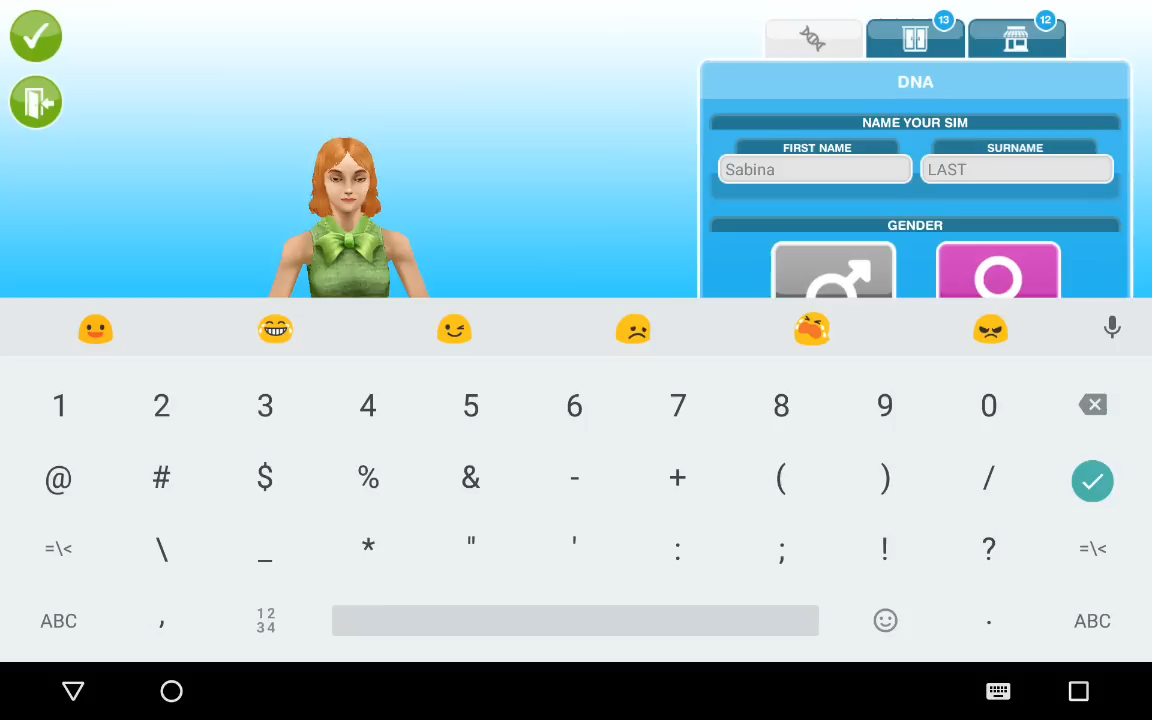 13
12
DNA
NAME YOUR SIM
FIRST NAME SURNAME
Sabina LAST
GENDER
1 2 3 4 5 6 7 8 9 0
@ # $ % & - + ( ) /
=\< \ _ * " ' : ; ! ? =\<
ABC , 12 34 . ABC